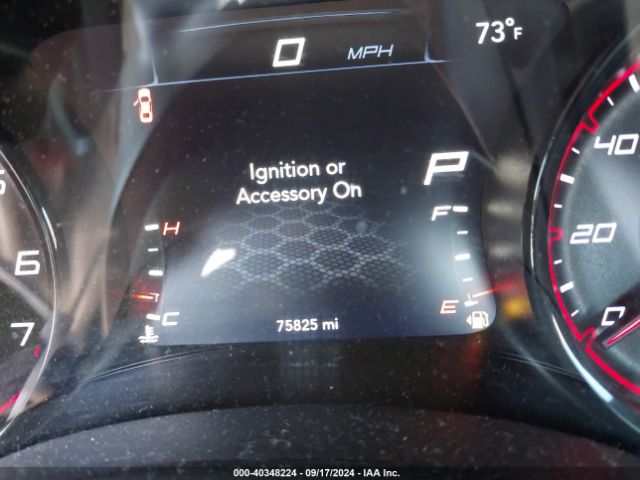 0 MPH 73°F
Ignition or
Accessory On
P
H
F
C
E
75825 mi
6
7
40
20
0
000-40348224 - 09/17/2024 - IAA Inc.